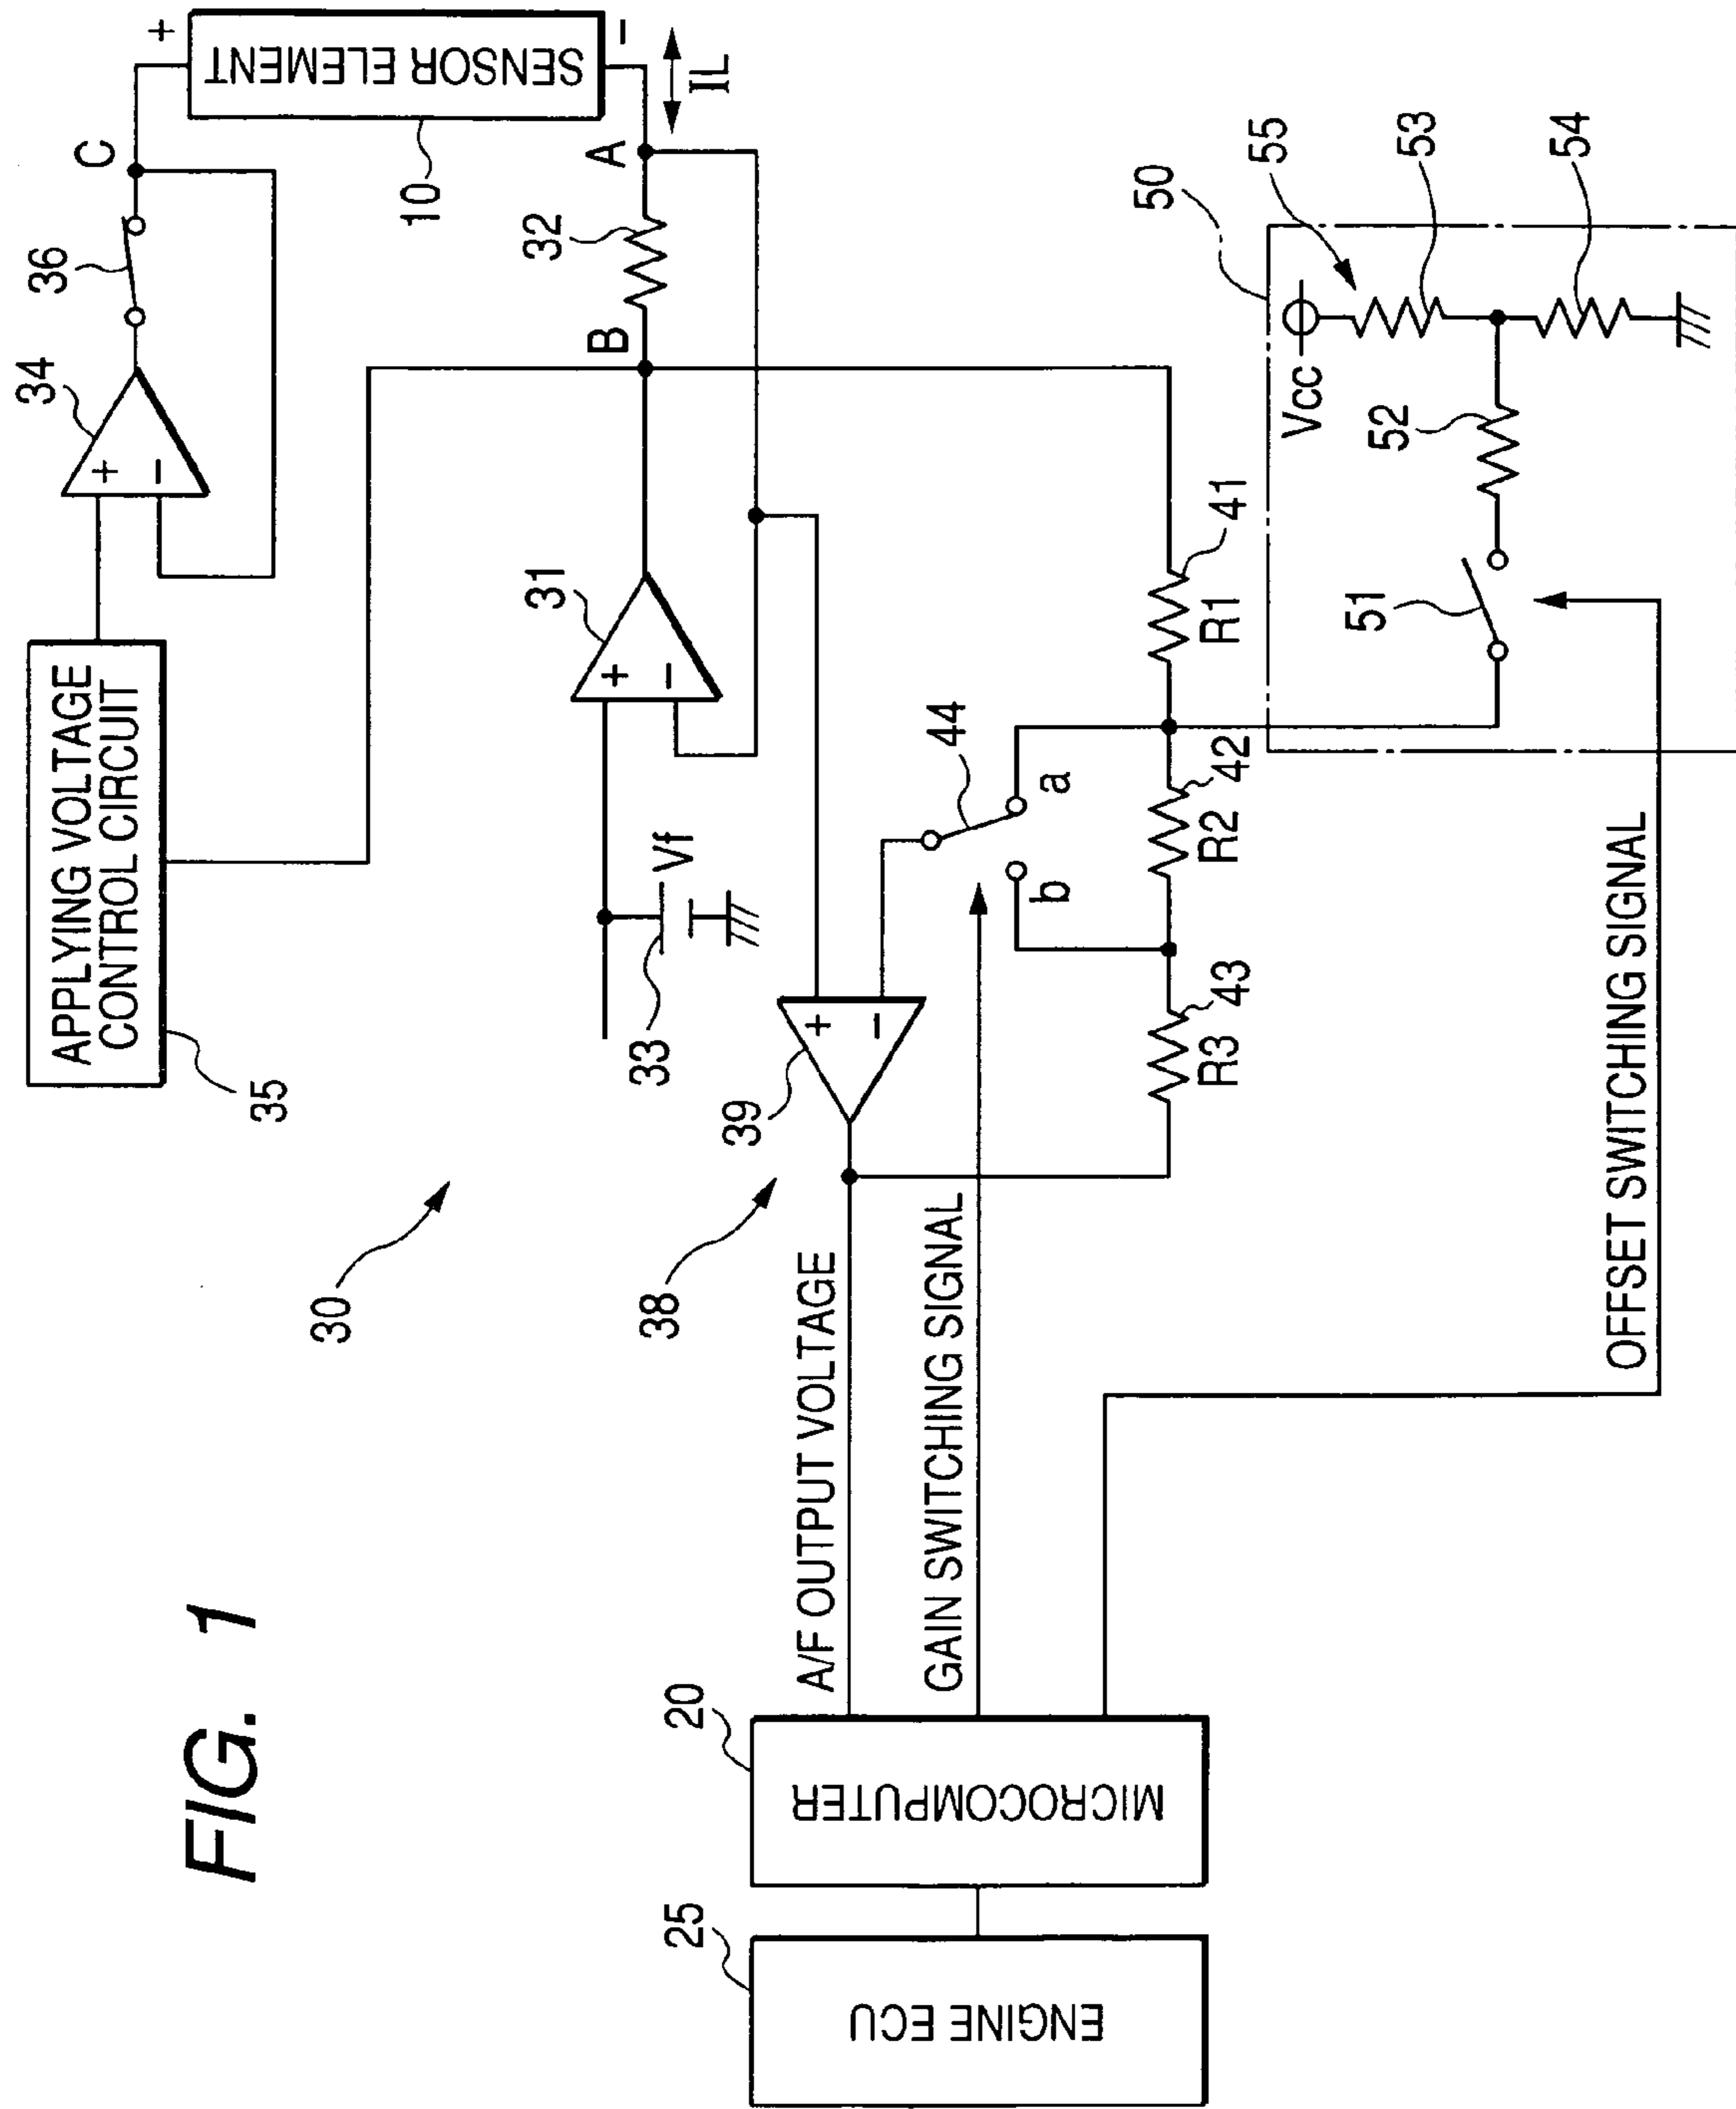 FIG. 1
APPLYING VOLTAGE
CONTROL CIRCUIT
35
34
+
−
36
C
+
SENSOR ELEMENT
−
10
IL
A
32
B
31
+
−
Vf
33
30
38
39
+
−
44
a
b
41
R1
42
R2
43
R3
50
55
Vcc
53
54
52
51
A/F OUTPUT VOLTAGE
GAIN SWITCHING SIGNAL
OFFSET SWITCHING SIGNAL
20
MICROCOMPUTER
25
ENGINE ECU